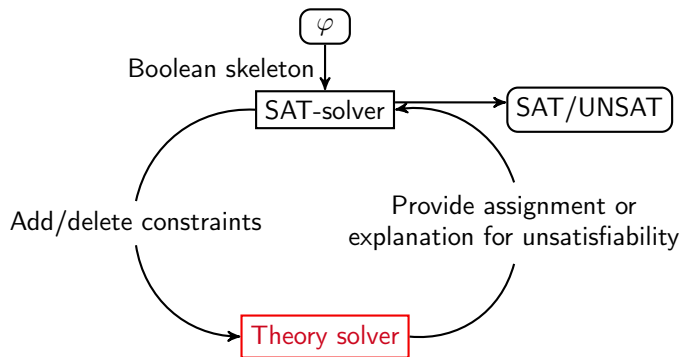 φ
Boolean skeleton
SAT-solver
SAT/UNSAT
Add/delete constraints
Provide assignment or
explanation for unsatisfiability
Theory solver